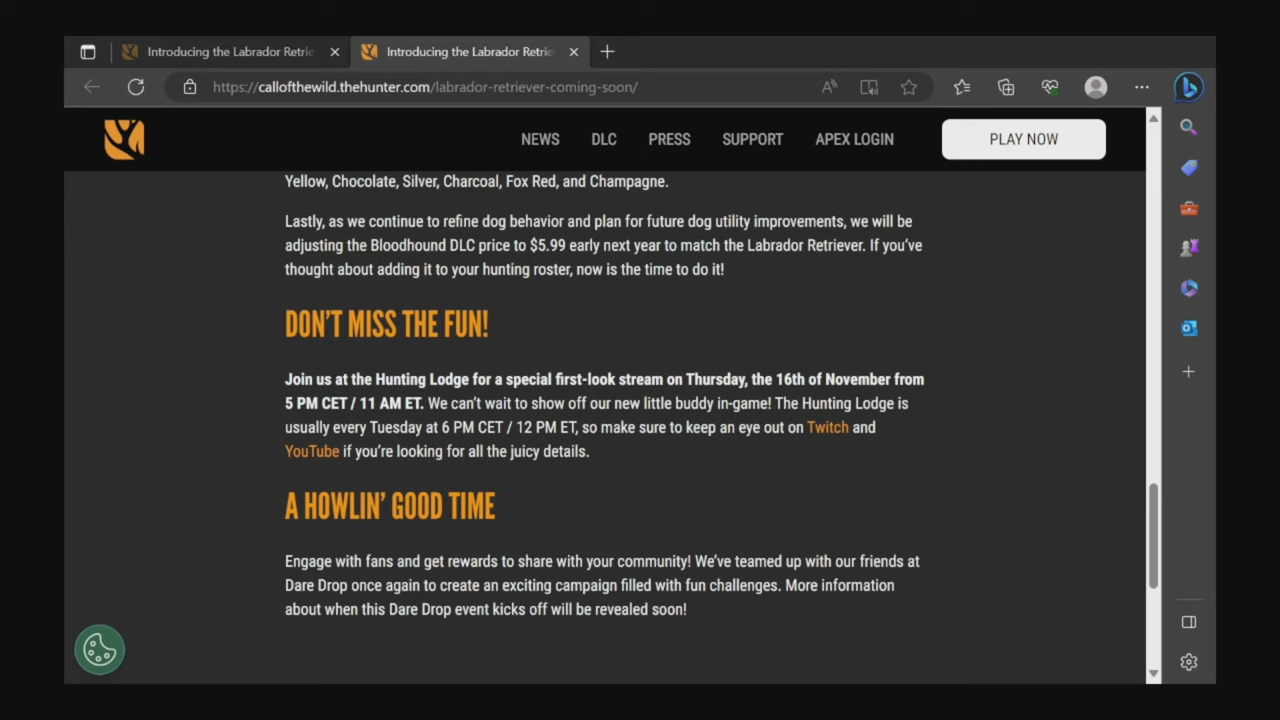 Introducing the Labrador Retrie
Introducing the Labrador Retrie
https://callofthewild.thehunter.com/labrador-retriever-coming-soon/
NEWS DLC PRESS SUPPORT APEX LOGIN PLAY NOW
Yellow, Chocolate, Silver, Charcoal, Fox Red, and Champagne.
Lastly, as we continue to refine dog behavior and plan for future dog utility improvements, we will be
adjusting the Bloodhound DLC price to $5.99 early next year to match the Labrador Retriever. If you’ve
thought about adding it to your hunting roster, now is the time to do it!
DON’T MISS THE FUN!
Join us at the Hunting Lodge for a special first-look stream on Thursday, the 16th of November from
5 PM CET / 11 AM ET. We can’t wait to show off our new little buddy in-game! The Hunting Lodge is
usually every Tuesday at 6 PM CET / 12 PM ET, so make sure to keep an eye out on Twitch and
YouTube if you’re looking for all the juicy details.
A HOWLIN’ GOOD TIME
Engage with fans and get rewards to share with your community! We’ve teamed up with our friends at
Dare Drop once again to create an exciting campaign filled with fun challenges. More information
about when this Dare Drop event kicks off will be revealed soon!